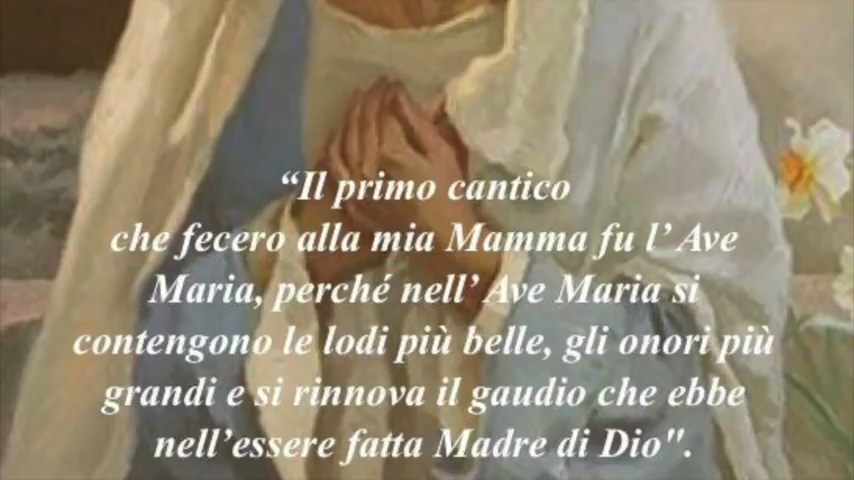 “Il primo cantico
che fecero alla mia Mamma fu l’ Ave
Maria, perché nell’ Ave Maria si
contengono le lodi più belle, gli onori più
grandi e si rinnova il gaudio che ebbe
nell’essere fatta Madre di Dio".